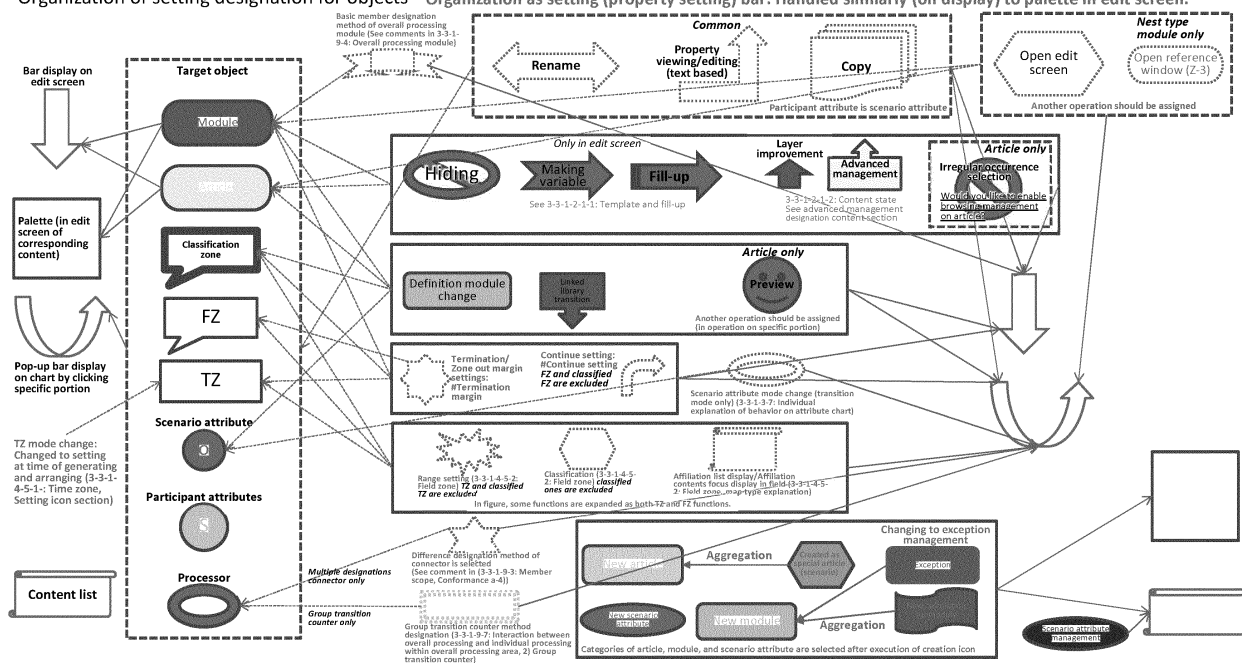 Organization of setting designation for objects
Organization as setting (property setting) bar: Handled similarly (on display) to palette in edit screen.
Basic member designation
method of overall processing
module (See comments in 3-3-1-
9-4: Overall processing module)
Common
Rename
Property
viewing/editing
(text based)
Copy
Participant attribute is scenario attribute
Nest type
module only
Open edit
screen
Open reference
window (Z-3)
Another operation should be assigned
Bar display on
edit screen
Target object
Module
Only in edit screen
Hiding
Making
variable
Fill-up
See 3-3-1-2-1-1: Template and fill-up
Layer
improvement
Advanced
management
3-3-1-2-1-2: Content state
See advanced management
designation content section
Article only
Irregular occurrence
selection
Would you like to enable
browsing management
on article?
Palette (in edit
screen of
corresponding
content)
Classification
zone
Definition module
change
Linked
library
transition
Article only
Preview
Another operation should be assigned
(in operation on specific portion)
FZ
Pop-up bar display
on chart by clicking
specific portion
TZ
Termination/
Zone out margin
settings:
#Termination
margin
Continue setting:
#Continue setting
FZ and classified
FZ are excluded
Scenario attribute mode change (transition
mode only) (3-3-1-3-7: Individual
explanation of behavior on attribute chart)
TZ mode change:
Changed to setting
at time of generating
and arranging (3-3-1-
4-5-1-: Time zone,
Setting icon section)
Scenario attribute
O
Range setting (3-3-1-4-5-2:
Field zone) TZ and classified
TZ are excluded
Classification (3-3-1-4-5-
2: Field zone) classified
ones are excluded
Affiliation list display/Affiliation
contents focus display in field (3-3-1-4-5-
2: Field zone, map-type explanation)
In figure, some functions are expanded as both TZ and FZ functions.
Participant attributes
S
Difference designation method of
connector is selected
(See comment in (3-3-1-9-3: Member
scope, Conformance a-4))
Multiple designations
connector only
Processor
Group transition
counter only
Group transition counter method
designation (3-3-1-9-7: Interaction between
overall processing and individual processing
within overall processing area, 2) Group
transition counter)
Content list
Changing to exception
management
New article
Aggregation
Created as
special article
(scenario)
Exception
New scenario
attribute
New module
Aggregation
Categories of article, module, and scenario attribute are selected after execution of creation icon
Scenario attribute
management